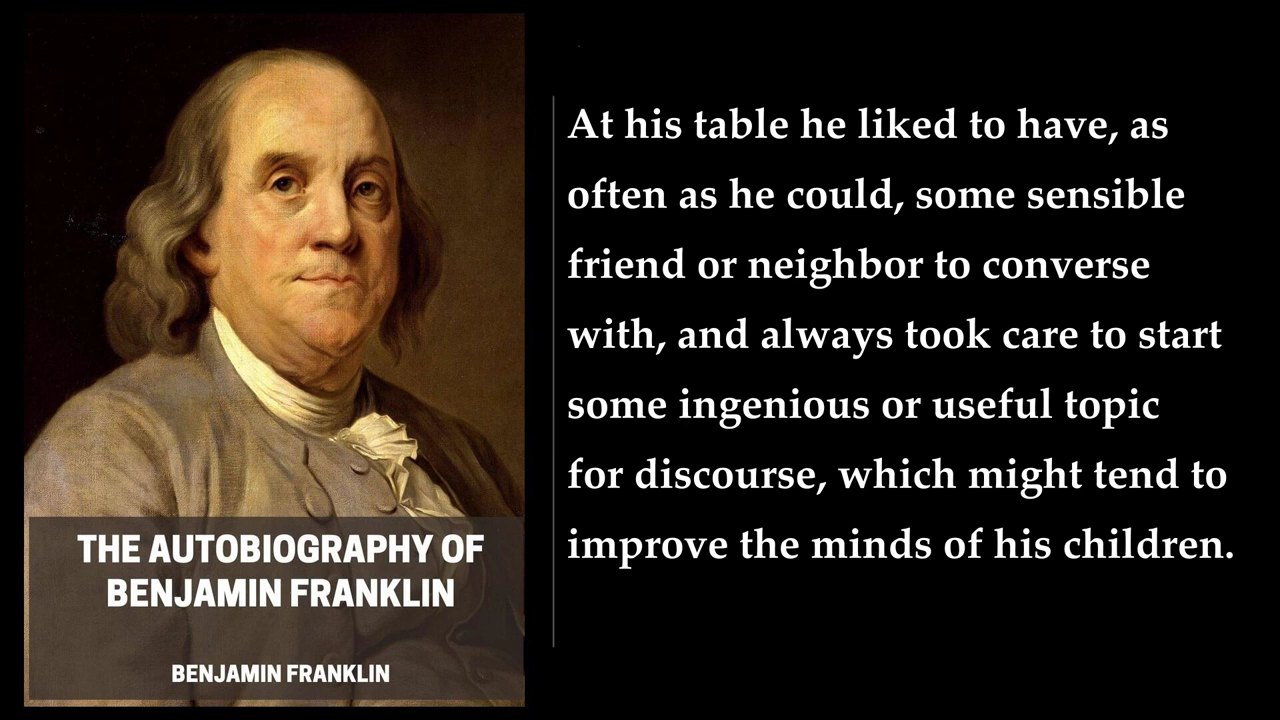 THE AUTOBIOGRAPHY OF
BENJAMIN FRANKLIN
BENJAMIN FRANKLIN
At his table he liked to have, as
often as he could, some sensible
friend or neighbor to converse
with, and always took care to start
some ingenious or useful topic
for discourse, which might tend to
improve the minds of his children.